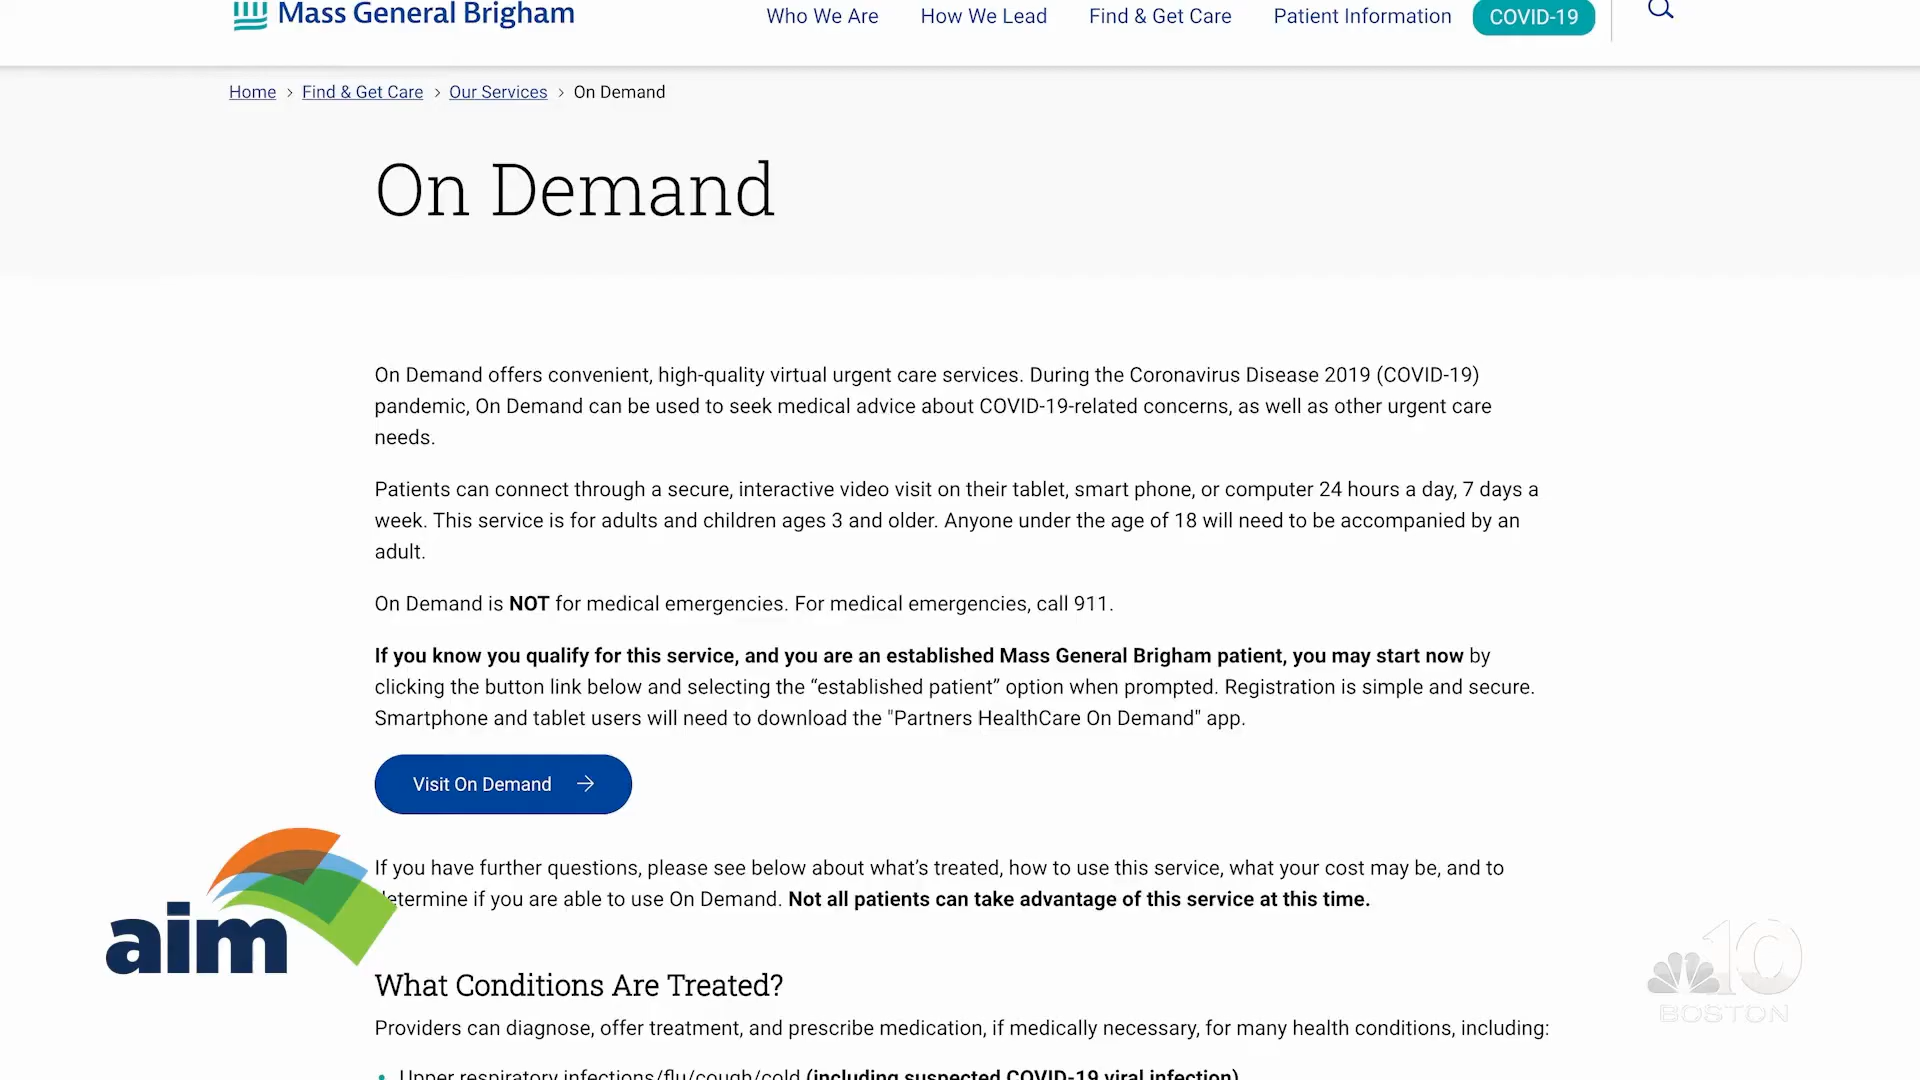 Mass General Brigham
Who We Are
How We Lead
Find & Get Care
Patient Information
COVID-19
Home > Find & Get Care > Our Services > On Demand
On Demand
On Demand offers convenient, high-quality virtual urgent care services. During the Coronavirus Disease 2019 (COVID-19)
pandemic, On Demand can be used to seek medical advice about COVID-19-related concerns, as well as other urgent care
needs.
Patients can connect through a secure, interactive video visit on their tablet, smart phone, or computer 24 hours a day, 7 days a
week. This service is for adults and children ages 3 and older. Anyone under the age of 18 will need to be accompanied by an
adult.
On Demand is NOT for medical emergencies. For medical emergencies, call 911.
If you know you qualify for this service, and you are an established Mass General Brigham patient, you may start now by
clicking the button link below and selecting the “established patient” option when prompted. Registration is simple and secure.
Smartphone and tablet users will need to download the "Partners HealthCare On Demand" app.
Visit On Demand →
If you have further questions, please see below about what’s treated, how to use this service, what your cost may be, and to
etermine if you are able to use On Demand. Not all patients can take advantage of this service at this time.
aim
What Conditions Are Treated?
Providers can diagnose, offer treatment, and prescribe medication, if medically necessary, for many health conditions, including:
• Upper respiratory infections/flu/cough/cold (including suspected COVID-19 viral infection)
10
BOSTON